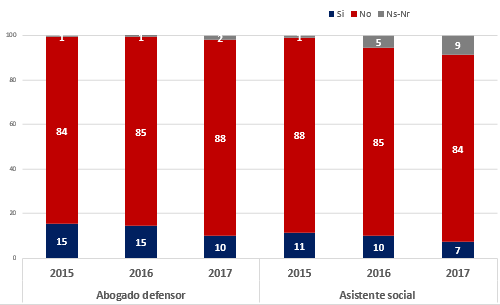 Si No Ns-Nr
100 1 1 2 1 5 9
80
60 84 85 88 88 85 84
40
20
15 15 10 11 10 7
0
2015 2016 2017 2015 2016 2017
Abogado defensor Asistente social